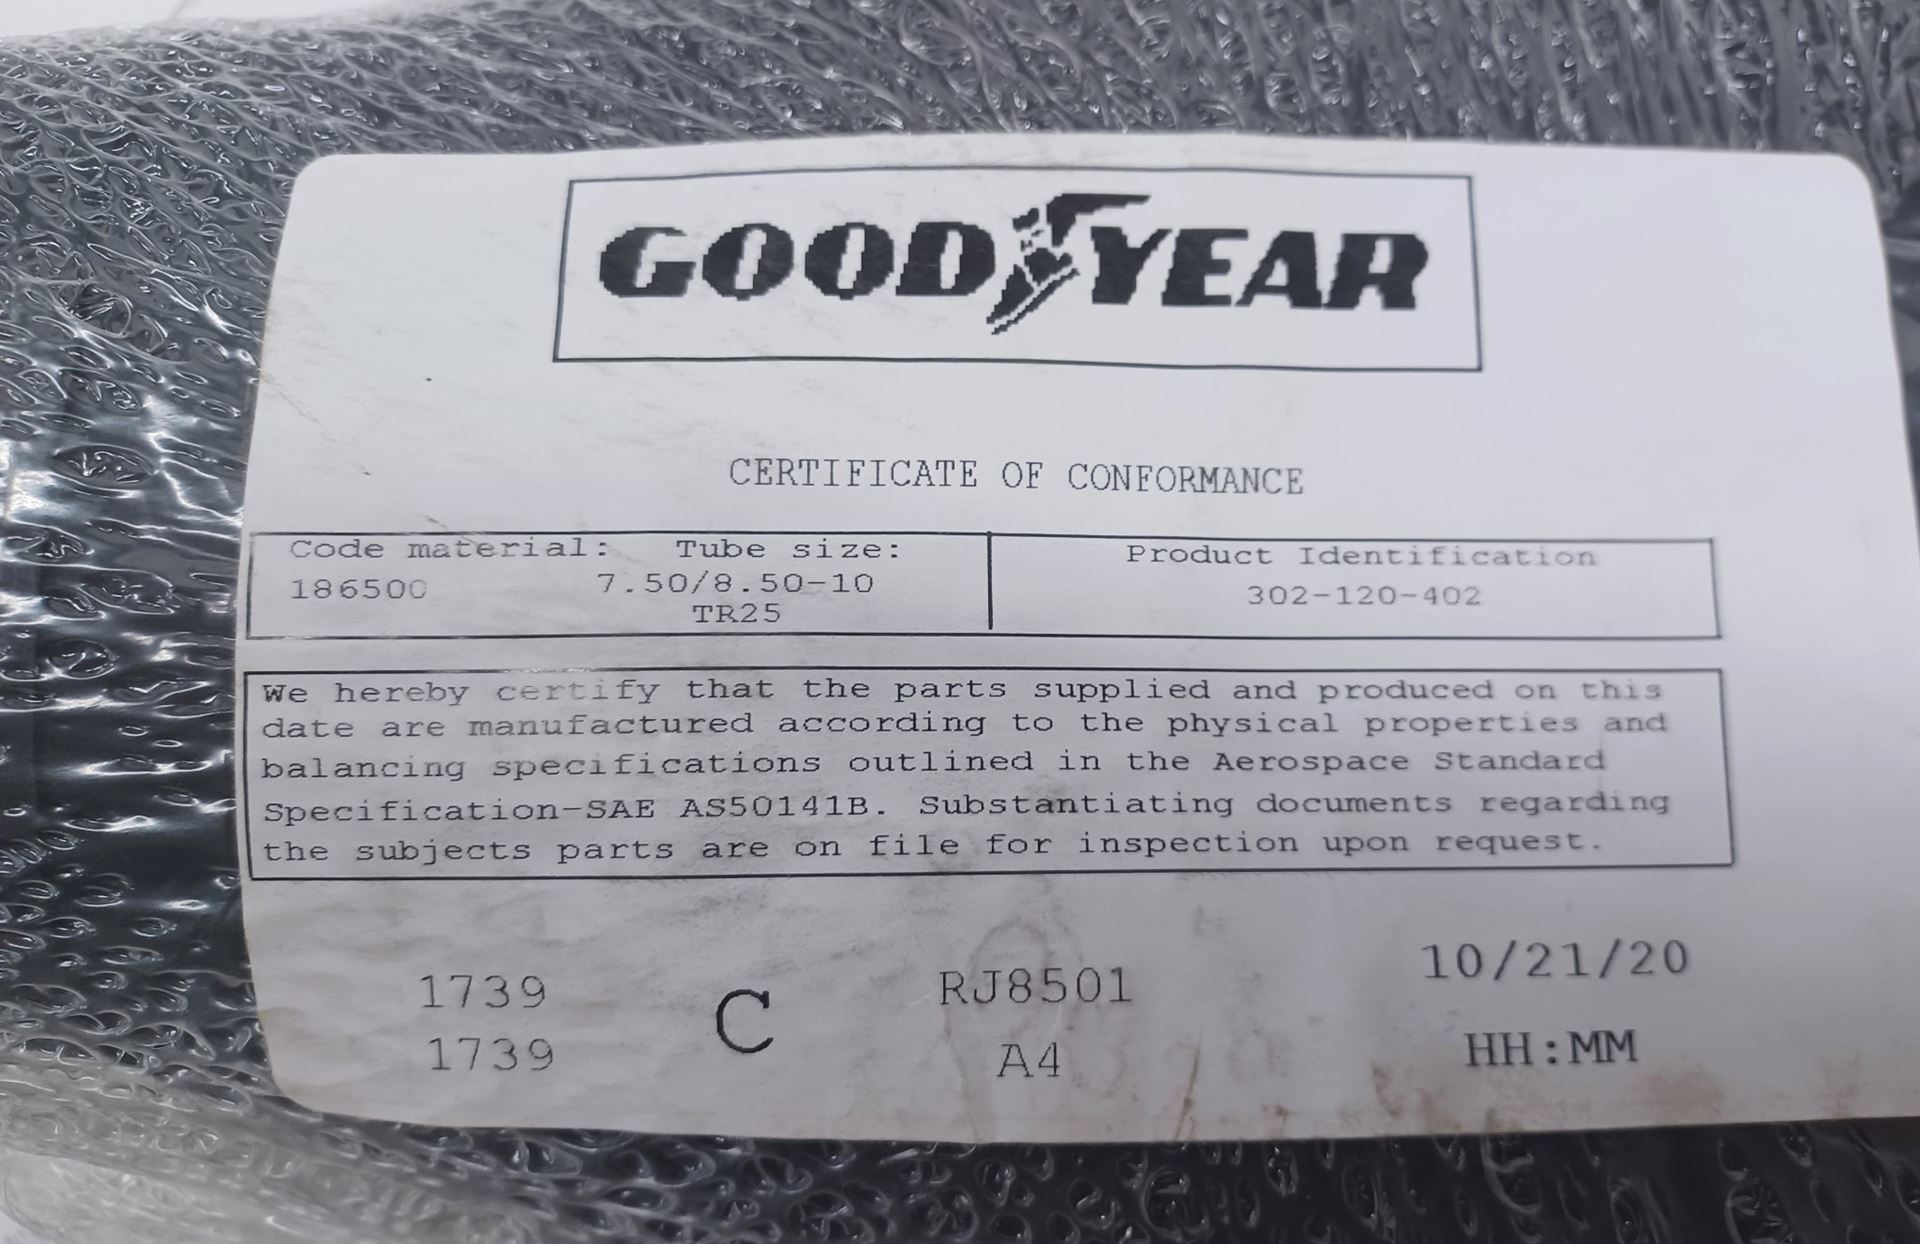 GOODYEAR
CERTIFICATE OF CONFORMANCE
Code material: Tube size:
186500 7.50/8.50-10
TR25
Product Identification
302-120-402
We hereby certify that the parts supplied and produced on this
date are manufactured according to the physical properties and
balancing specifications outlined in the Aerospace Standard
Specification-SAE AS50141B. Substantiating documents regarding
the subjects parts are on file for inspection upon request.
1739 C RJ8501 10/21/20
1739 A4 HH:MM